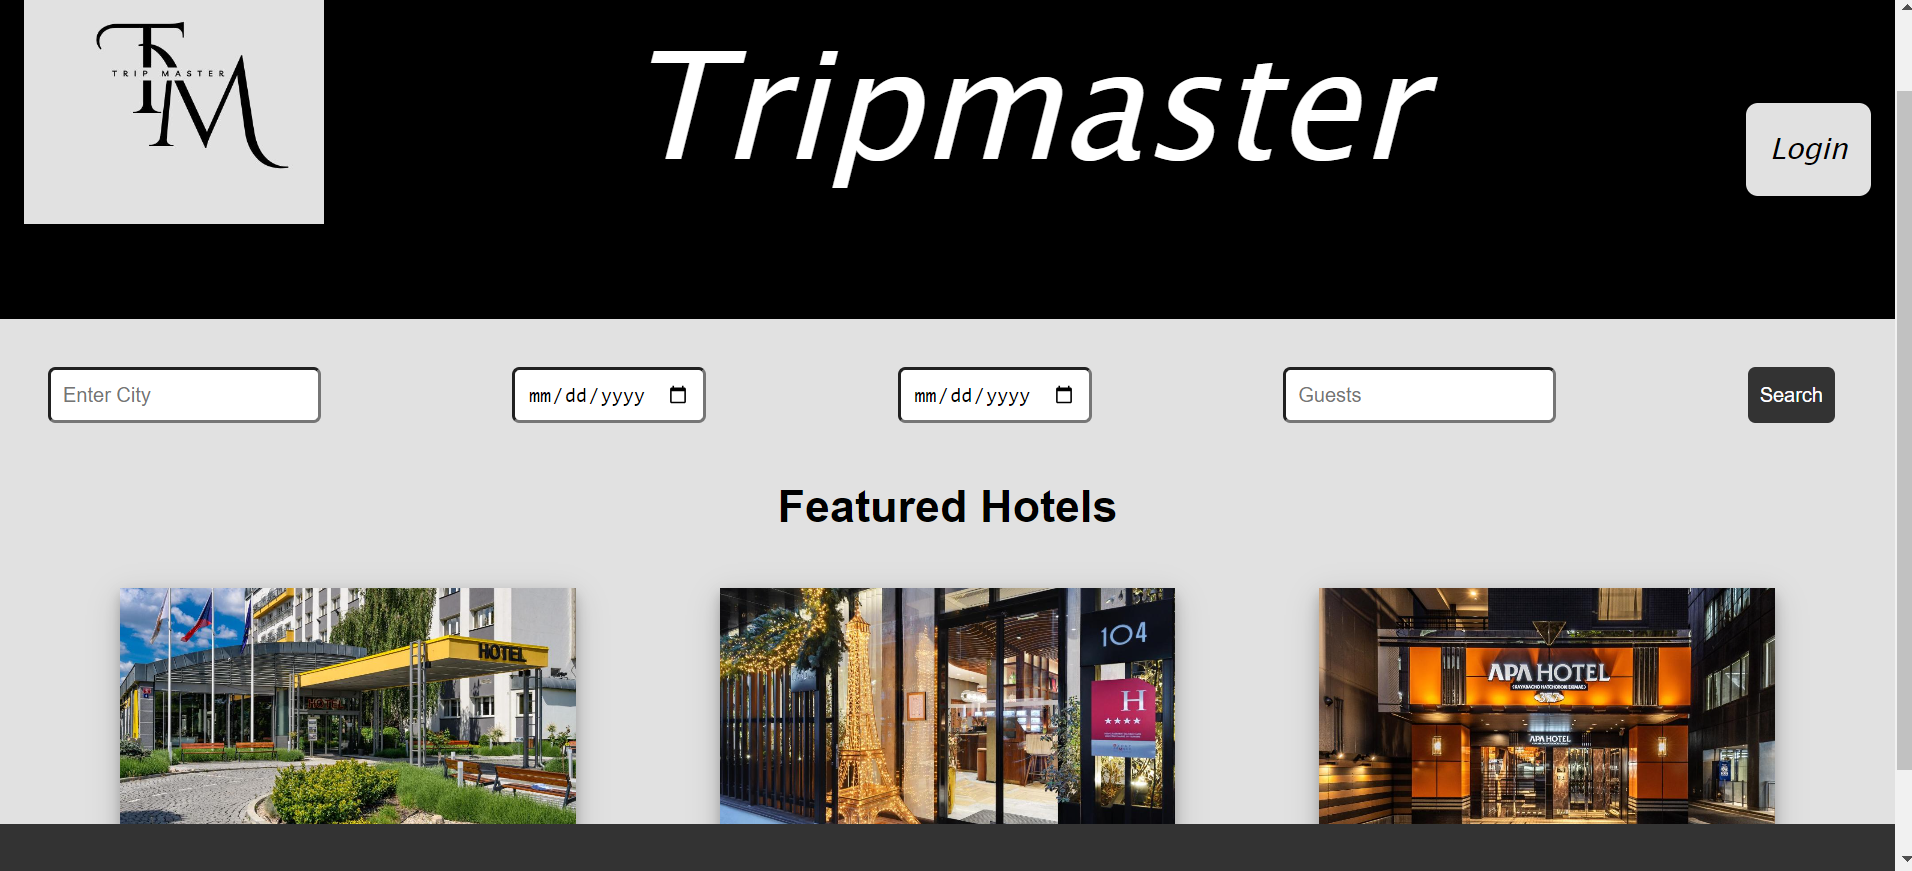 TRIP MASTER
TM
Tripmaster
Login
Enter City
mm/dd/yyyy
mm/dd/yyyy
Guests
Search
Featured Hotels
HOTEL
HOTEL
104
H
APA HOTEL
APA HOTEL